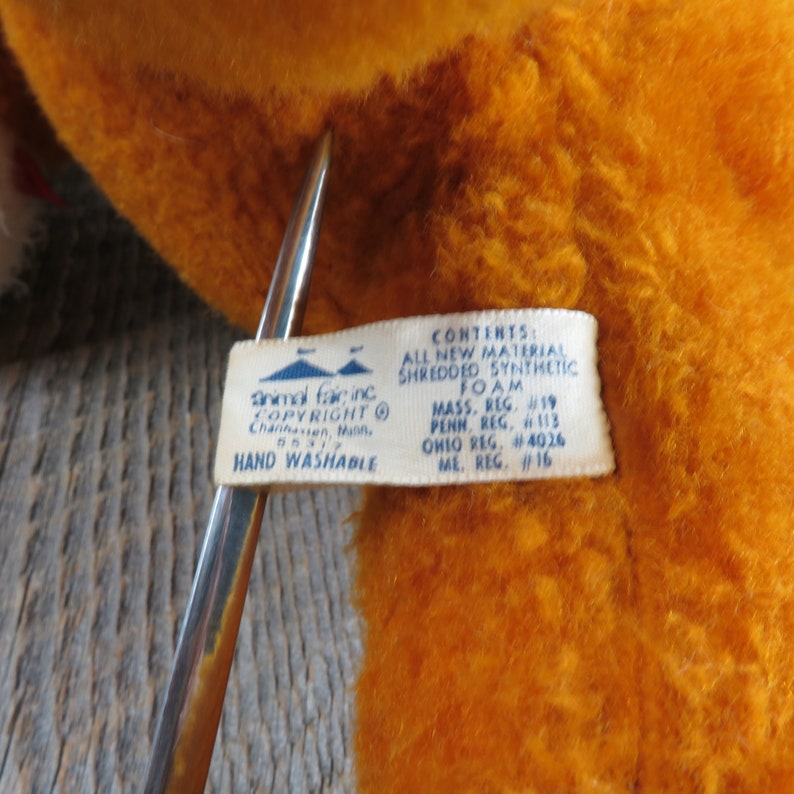 animal fair, inc
COPYRIGHT ©
Chanhassen, Minn.
55317
HAND WASHABLE
CONTENTS:
ALL NEW MATERIAL
SHREDDED SYNTHETIC
FOAM
MASS. REG. #19
PENN. REG. #113
OHIO REG. #4026
ME. REG. #16